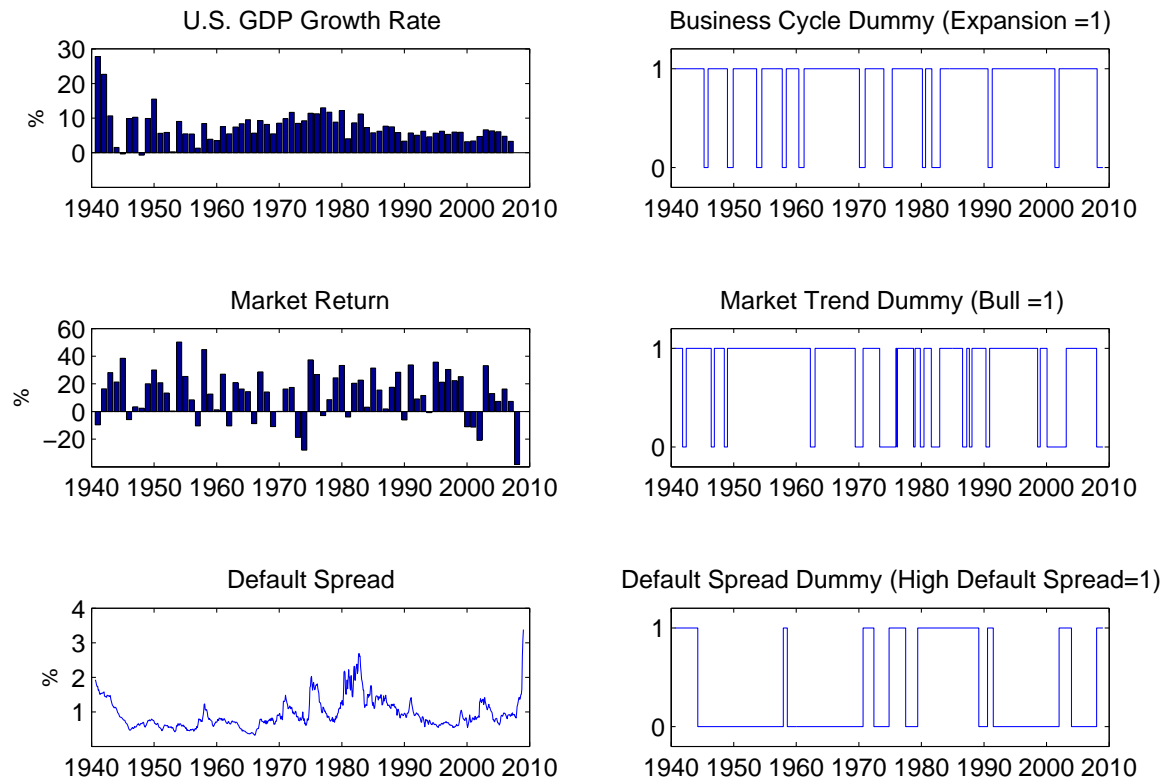 U.S. GDP Growth Rate
30
20
10
0
%
1940 1950 1960 1970 1980 1990 2000 2010
Business Cycle Dummy (Expansion =1)
1
0
1940 1950 1960 1970 1980 1990 2000 2010
Market Return
60
40
20
0
−20
%
1940 1950 1960 1970 1980 1990 2000 2010
Market Trend Dummy (Bull =1)
1
0
1940 1950 1960 1970 1980 1990 2000 2010
Default Spread
4
3
2
1
%
1940 1950 1960 1970 1980 1990 2000 2010
Default Spread Dummy (High Default Spread=1)
1
0
1940 1950 1960 1970 1980 1990 2000 2010